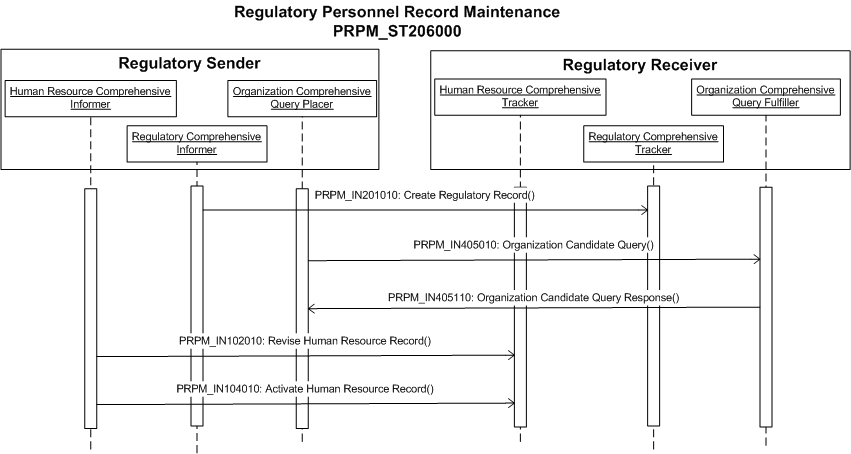 Regulatory Personnel Record Maintenance
PRPM_ST206000
Regulatory Sender
Human Resource Comprehensive
Informer
Organization Comprehensive
Query Placer
Regulatory Comprehensive
Informer
Regulatory Receiver
Human Resource Comprehensive
Tracker
Organization Comprehensive
Query Fulfiller
Regulatory Comprehensive
Tracker
PRPM_IN201010: Create Regulatory Record()
PRPM_IN405010: Organization Candidate Query()
PRPM_IN405110: Organization Candidate Query Response()
PRPM_IN102010: Revise Human Resource Record()
PRPM_IN104010: Activate Human Resource Record()